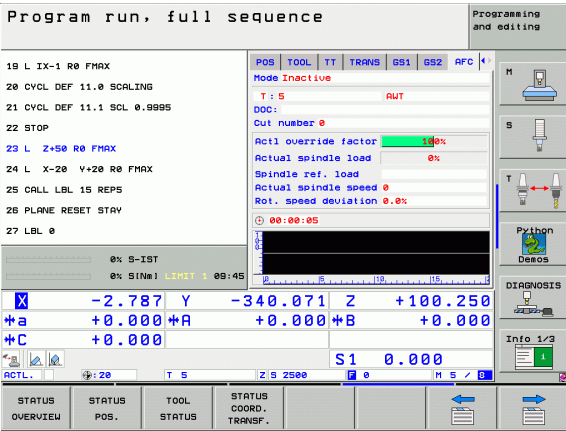 Program run, full sequence
Programming
and editing
19 L IX-1 R0 FMAX
20 CYCL DEF 11.0 SCALING
21 CYCL DEF 11.1 SCL 0.9995
22 STOP
23 L Z+50 R0 FMAX
24 L X-20 Y+20 R0 FMAX
25 CALL LBL 15 REP5
26 PLANE RESET STAY
27 LBL 0
POS TOOL TT TRANS GS1 GS2 AFC
Mode Inactive
T : 5 AWT
DOC:
Cut number 0
Actl override factor 100%
Actual spindle load 0%
Spindle ref. load
Actual spindle speed 0
Rot. speed deviation 0.0%
00:00:05
0 5 10 15
0% S-IST
0% S[Nm] LIMIT 1 09:45
X -2.787 Y -340.071 Z +100.250
a +0.000 A +0.000 B +0.000
C +0.000
S1 0.000
ACTL. : 20 T 5 Z S 2500 F 0 M 5 / 8
M
S
T
Python
Demos
DIAGNOSIS
Info 1/3
STATUS
OVERVIEW
STATUS
POS.
TOOL
STATUS
STATUS
COORD.
TRANSF.